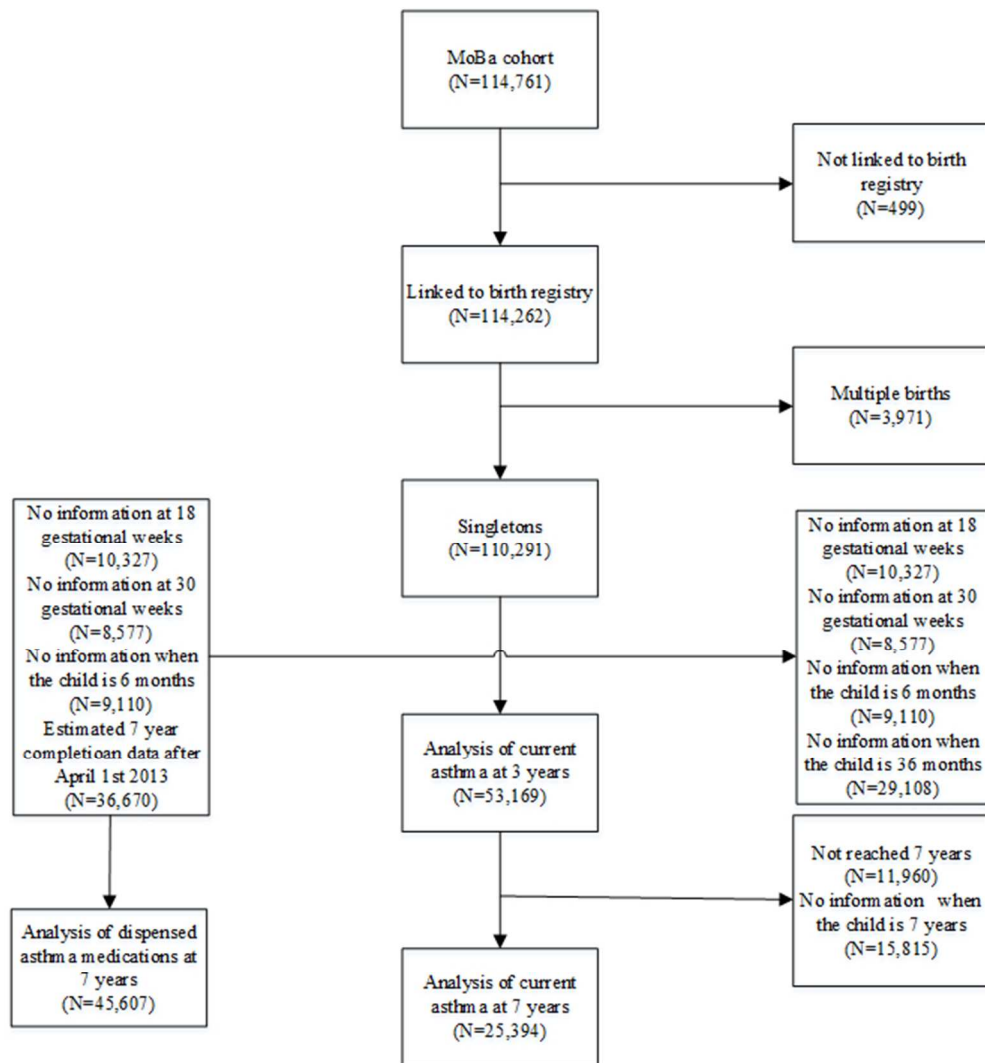 MoBa cohort
(N=114,761)
Not linked to birth
registry
(N=499)
Linked to birth registry
(N=114,262)
Multiple births
(N=3,971)
Singletons
(N=110,291)
No information at 18
gestational weeks
(N=10,327)
No information at 30
gestational weeks
(N=8,577)
No information when
the child is 6 months
(N=9,110)
Estimated 7 year
completioan data after
April 1st 2013
(N=36,670)
No information at 18
gestational weeks
(N=10,327)
No information at 30
gestational weeks
(N=8,577)
No information when
the child is 6 months
(N=9,110)
No information when
the child is 36 months
(N=29,108)
Analysis of current
asthma at 3 years
(N=53,169)
Not reached 7 years
(N=11,960)
No information when
the child is 7 years
(N=15,815)
Analysis of dispensed
asthma medications at
7 years
(N=45,607)
Analysis of current
asthma at 7 years
(N=25,394)